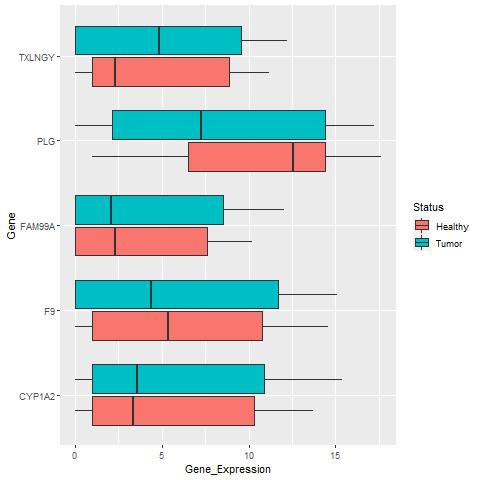 TXLNGY
PLG
FAM99A
F9
CYP1A2
Gene
0 5 10 15
Gene_Expression
Status
Healthy
Tumor